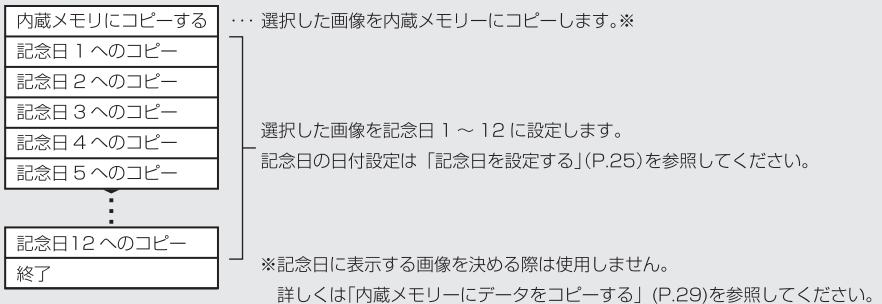 内蔵メモリにコピーする ･･･ 選択した画像を内蔵メモリーにコピーします。※
記念日 1 へのコピー
記念日 2 へのコピー
記念日 3 へのコピー
記念日 4 へのコピー
記念日 5 へのコピー
選択した画像を記念日 1 〜 12 に設定します。
記念日の日付設定は「記念日を設定する」(P.25)を参照してください。
記念日12 へのコピー
終了
※記念日に表示する画像を決める際は使用しません。
詳しくは「内蔵メモリーにデータをコピーする」(P.29)を参照してください。